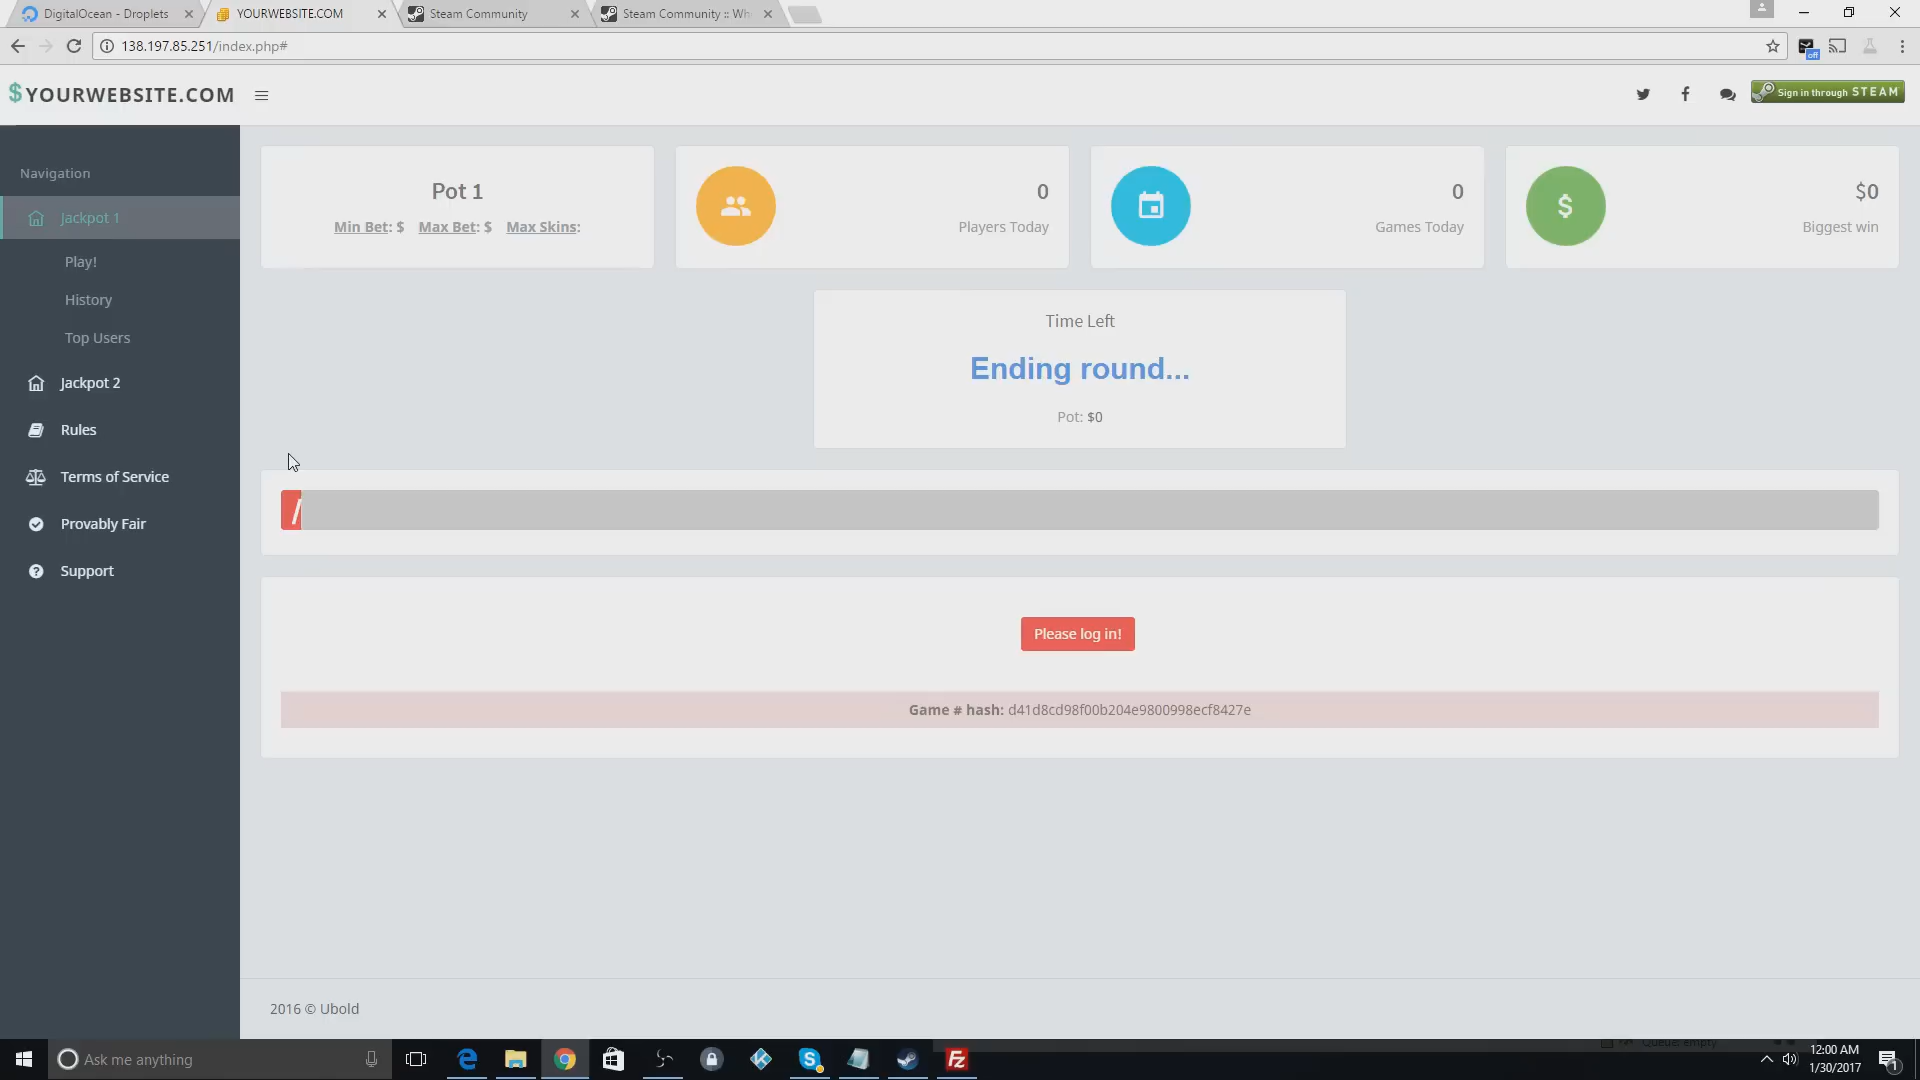 DigitalOcean - Droplets
YOURWEBSITE.COM
Steam Community
Steam Community :: Wh
138.197.85.251/index.php#
off
$YOURWEBSITE.COM
Sign in through STEAM
Navigation
Jackpot 1
Play!
History
Top Users
Jackpot 2
Rules
Terms of Service
Provably Fair
Support
Pot 1
Min Bet: $ Max Bet: $ Max Skins:
0
Players Today
0
Games Today
$0
Biggest win
Time Left
Ending round...
Pot: $0
/
Please log in!
Game # hash: d41d8cd98f00b204e9800998ecf8427e
2016 © Ubold
Ask me anything
Queue: empty
12:00 AM
1/30/2017
1